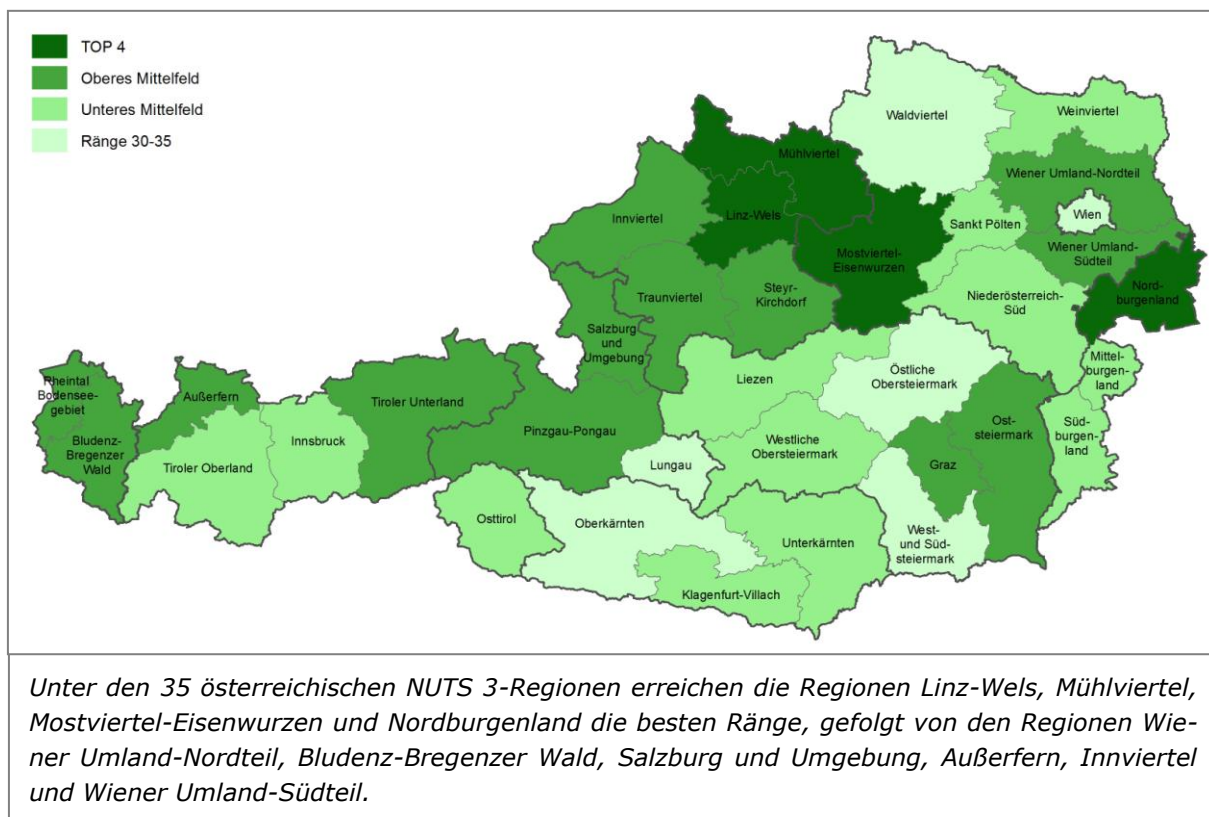 TOP 4
Oberes Mittelfeld
Unteres Mittelfeld
Ränge 30-35
Waldviertel
Weinviertel
Mühlviertel
Wiener Umland-Nordteil
Innviertel
Linz-Wels
Wien
Sankt Pölten
Mostviertel-
Eisenwurzen
Wiener Umland-
Südteil
Nord-
burgenland
Traunviertel
Steyr-
Kirchdorf
Niederösterreich-
Süd
Salzburg
und
Umgebung
Mittel-
burgen-
land
Rheintal
Bodensee-
gebiet
Außerfern
Tiroler Unterland
Liezen
Östliche
Obersteiermark
Bludenz-
Bregenzer
Wald
Tiroler Oberland
Innsbruck
Pinzgau-Pongau
Westliche
Obersteiermark
Ost-
steiermark
Süd-
burgen-
land
Lungau
Graz
Osttirol
Oberkärnten
Unterkärnten
West-
und Süd-
steiermark
Klagenfurt-Villach
Unter den 35 österreichischen NUTS 3-Regionen erreichen die Regionen Linz-Wels, Mühlviertel,
Mostviertel-Eisenwurzen und Nordburgenland die besten Ränge, gefolgt von den Regionen Wie-
ner Umland-Nordteil, Bludenz-Bregenzer Wald, Salzburg und Umgebung, Außerfern, Innviertel
und Wiener Umland-Südteil.